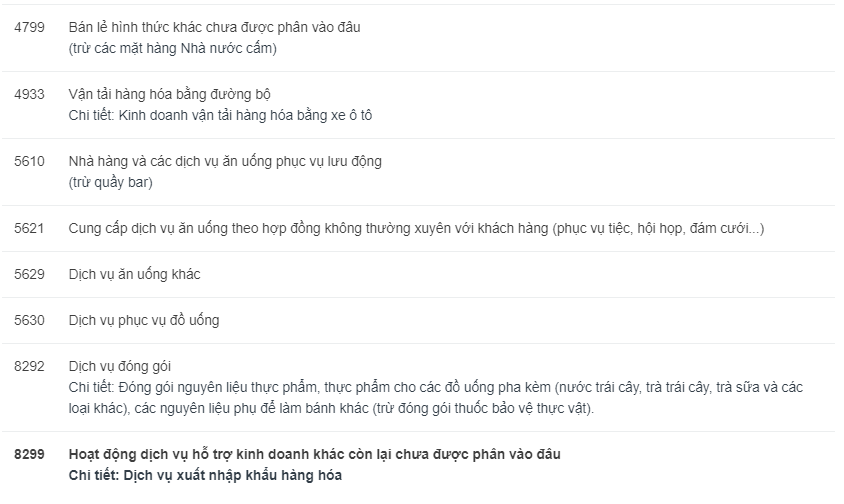 4799 Bán lẻ hình thức khác chưa được phân vào đâu
(trừ các mặt hàng Nhà nước cấm)
4933 Vận tải hàng hóa bằng đường bộ
Chi tiết: Kinh doanh vận tải hàng hóa bằng xe ô tô
5610 Nhà hàng và các dịch vụ ăn uống phục vụ lưu động
(trừ quầy bar)
5621 Cung cấp dịch vụ ăn uống theo hợp đồng không thường xuyên với khách hàng (phục vụ tiệc, hội họp, đám cưới...)
5629 Dịch vụ ăn uống khác
5630 Dịch vụ phục vụ đồ uống
8292 Dịch vụ đóng gói
Chi tiết: Đóng gói nguyên liệu thực phẩm, thực phẩm cho các đồ uống pha kèm (nước trái cây, trà trái cây, trà sữa và các
loại khác), các nguyên liệu phụ để làm bánh khác (trừ đóng gói thuốc bảo vệ thực vật).
8299 Hoạt động dịch vụ hỗ trợ kinh doanh khác còn lại chưa được phân vào đâu
Chi tiết: Dịch vụ xuất nhập khẩu hàng hóa